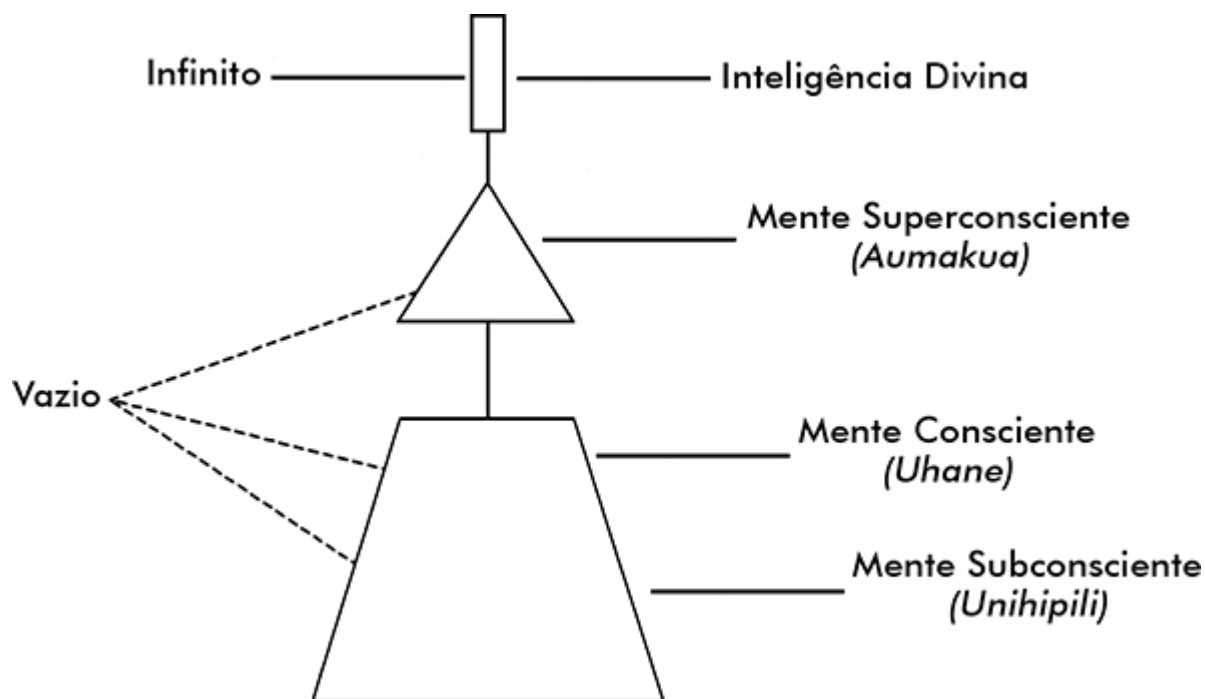 Infinito
Inteligência Divina
Mente Superconsciente
(Aumakua)
Vazio
Mente Consciente
(Uhane)
Mente Subconsciente
(Unihipili)